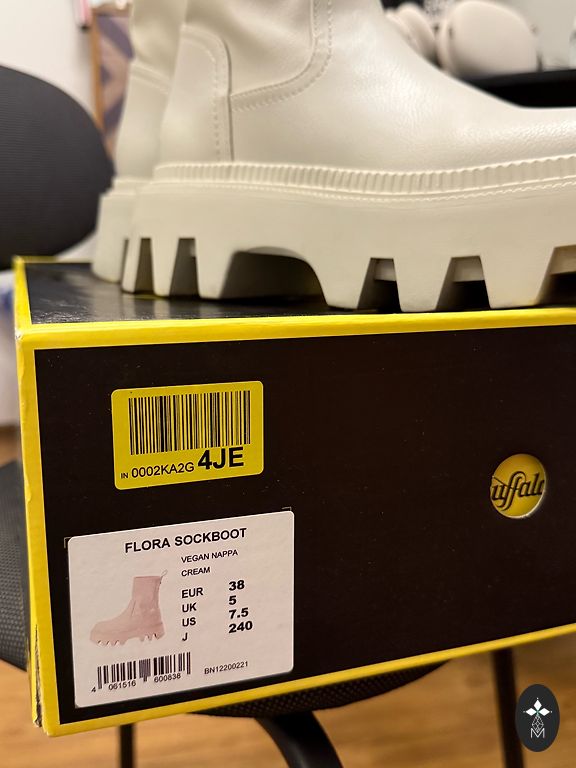 IN 0002KA2G 4JE
uffalo
FLORA SOCKBOOT
VEGAN NAPPA
CREAM
EUR 38
UK 5
US 7.5
J 240
4 061516 600838
BN12200221
M